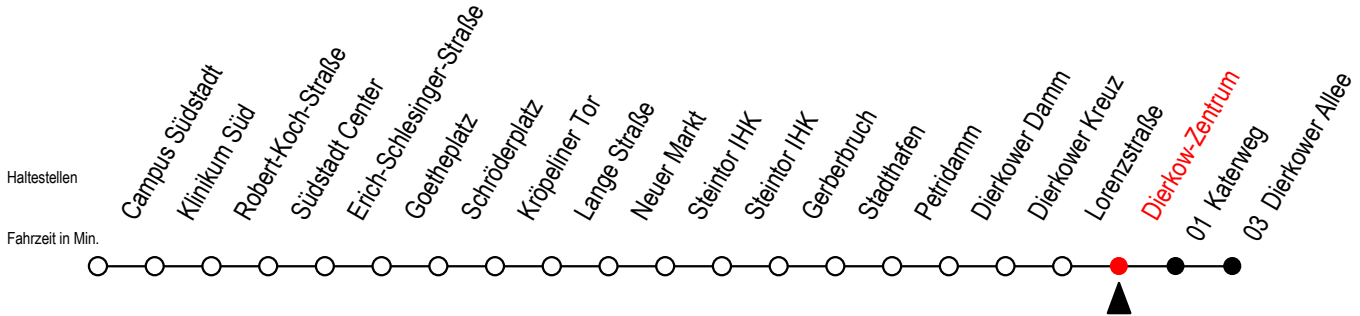 Haltestellen
Fahrzeit in Min.
Campus Südstadt
Klinikum Süd
Robert-Koch-Straße
Südstadt Center
Erich-Schlesinger-Straße
Goetheplatz
Schröderplatz
Kröpeliner Tor
Lange Straße
Neuer Markt
Steintor IHK
Steintor IHK
Gerberbruch
Stadthafen
Petridamm
Dierkower Damm
Dierkower Kreuz
Lorenzstraße
Dierkow-Zentrum
01 Katerweg
03 Dierkower Allee